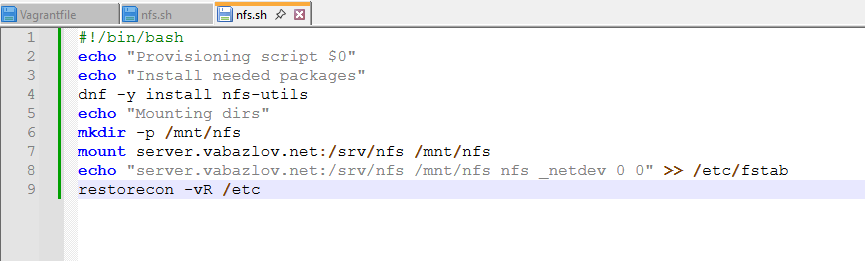 Vagrantfile nfs.sh nfs.sh
1 #!/bin/bash
2 echo "Provisioning script $0"
3 echo "Install needed packages"
4 dnf -y install nfs-utils
5 echo "Mounting dirs"
6 mkdir -p /mnt/nfs
7 mount server.vabazlov.net:/srv/nfs /mnt/nfs
8 echo "server.vabazlov.net:/srv/nfs /mnt/nfs nfs _netdev 0 0" >> /etc/fstab
9 restorecon -vR /etc